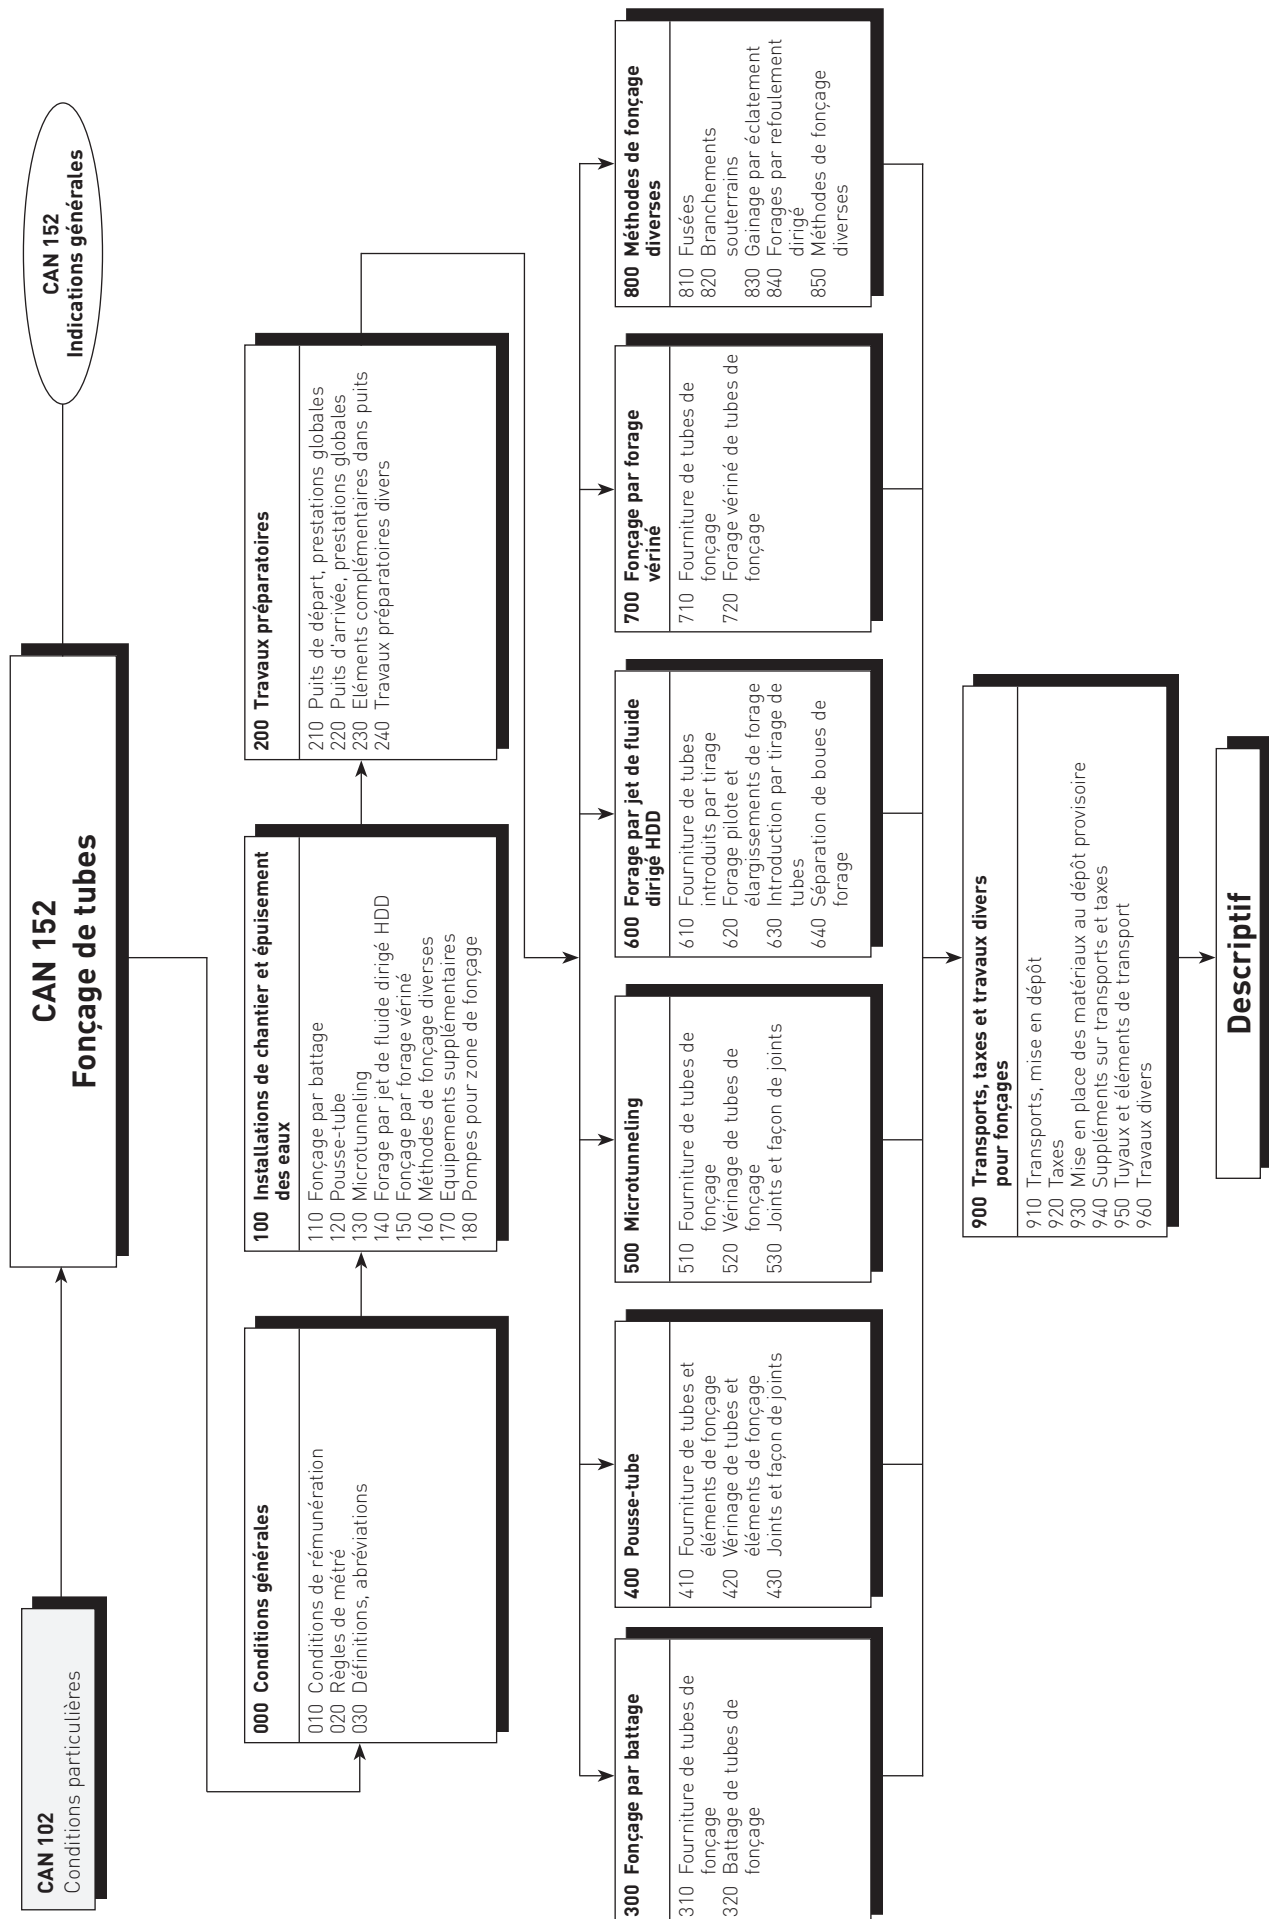 CAN 102
Conditions particulières
CAN 152
Fonçage de tubes
CAN 152
Indications générales
000 Conditions générales
010 Conditions de rémunération
020 Règles de métré
030 Définitions, abréviations
100 Installations de chantier et épuisement
des eaux
110 Fonçage par battage
120 Pousse-tube
130 Microtunneling
140 Forage par jet de fluide dirigé HDD
150 Fonçage par forage vériné
160 Méthodes de fonçage diverses
170 Equipements supplémentaires
180 Pompes pour zone de fonçage
200 Travaux préparatoires
210 Puits de départ, prestations globales
220 Puits d'arrivée, prestations globales
230 Eléments complémentaires dans puits
240 Travaux préparatoires divers
300 Fonçage par battage
310 Fourniture de tubes de
fonçage
320 Battage de tubes de
fonçage
400 Pousse-tube
410 Fourniture de tubes et
éléments de fonçage
420 Vérinage de tubes et
éléments de fonçage
430 Joints et façon de joints
500 Microtunneling
510 Fourniture de tubes de
fonçage
520 Vérinage de tubes de
fonçage
530 Joints et façon de joints
600 Forage par jet de fluide
dirigé HDD
610 Fourniture de tubes
introduits par tirage
620 Forage pilote et
élargissements de forage
630 Introduction par tirage de
tubes
640 Séparation de boues de
forage
700 Fonçage par forage
vériné
710 Fourniture de tubes de
fonçage
720 Forage vériné de tubes de
fonçage
800 Méthodes de fonçage
diverses
810 Fusées
820 Branchements
souterrains
830 Gainage par éclatement
840 Forages par refoulement
dirigé
850 Méthodes de fonçage
diverses
900 Transports, taxes et travaux divers
pour fonçages
910 Transports, mise en dépôt
920 Taxes
930 Mise en place des matériaux au dépôt provisoire
940 Suppléments sur transports et taxes
950 Tuyaux et éléments de transport
960 Travaux divers
Descriptif